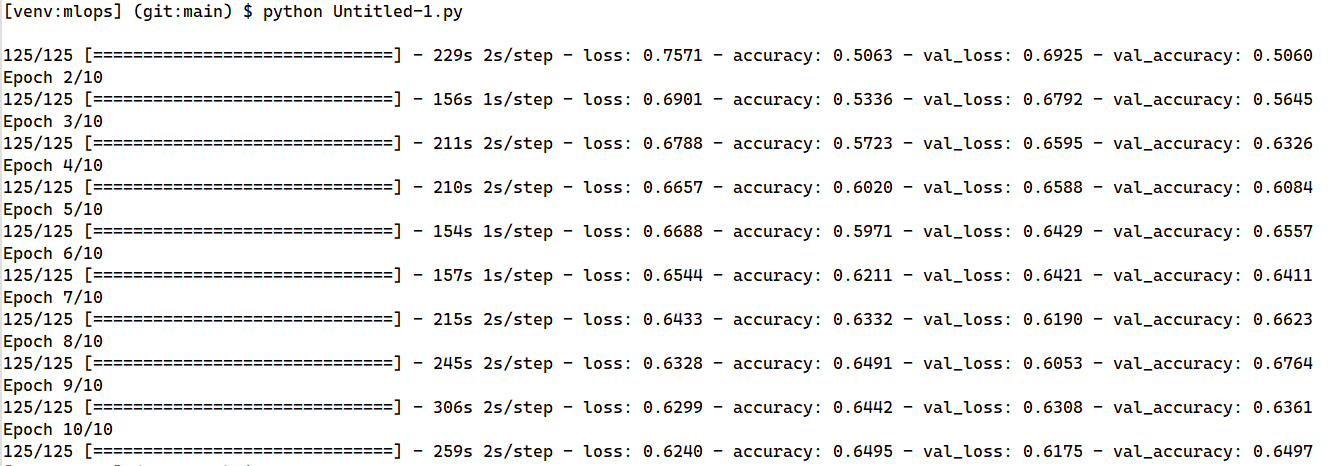 [venv:mlops] (git:main) $ python Untitled-1.py
125/125 [==============================] - 229s 2s/step - loss: 0.7571 - accuracy: 0.5063 - val_loss: 0.6925 - val_accuracy: 0.5060
Epoch 2/10
125/125 [==============================] - 156s 1s/step - loss: 0.6901 - accuracy: 0.5336 - val_loss: 0.6792 - val_accuracy: 0.5645
Epoch 3/10
125/125 [==============================] - 211s 2s/step - loss: 0.6788 - accuracy: 0.5723 - val_loss: 0.6595 - val_accuracy: 0.6326
Epoch 4/10
125/125 [==============================] - 210s 2s/step - loss: 0.6657 - accuracy: 0.6020 - val_loss: 0.6588 - val_accuracy: 0.6084
Epoch 5/10
125/125 [==============================] - 154s 1s/step - loss: 0.6688 - accuracy: 0.5971 - val_loss: 0.6429 - val_accuracy: 0.6557
Epoch 6/10
125/125 [==============================] - 157s 1s/step - loss: 0.6544 - accuracy: 0.6211 - val_loss: 0.6421 - val_accuracy: 0.6411
Epoch 7/10
125/125 [==============================] - 215s 2s/step - loss: 0.6433 - accuracy: 0.6332 - val_loss: 0.6190 - val_accuracy: 0.6623
Epoch 8/10
125/125 [==============================] - 245s 2s/step - loss: 0.6328 - accuracy: 0.6491 - val_loss: 0.6053 - val_accuracy: 0.6764
Epoch 9/10
125/125 [==============================] - 306s 2s/step - loss: 0.6299 - accuracy: 0.6442 - val_loss: 0.6308 - val_accuracy: 0.6361
Epoch 10/10
125/125 [==============================] - 259s 2s/step - loss: 0.6240 - accuracy: 0.6495 - val_loss: 0.6175 - val_accuracy: 0.6497